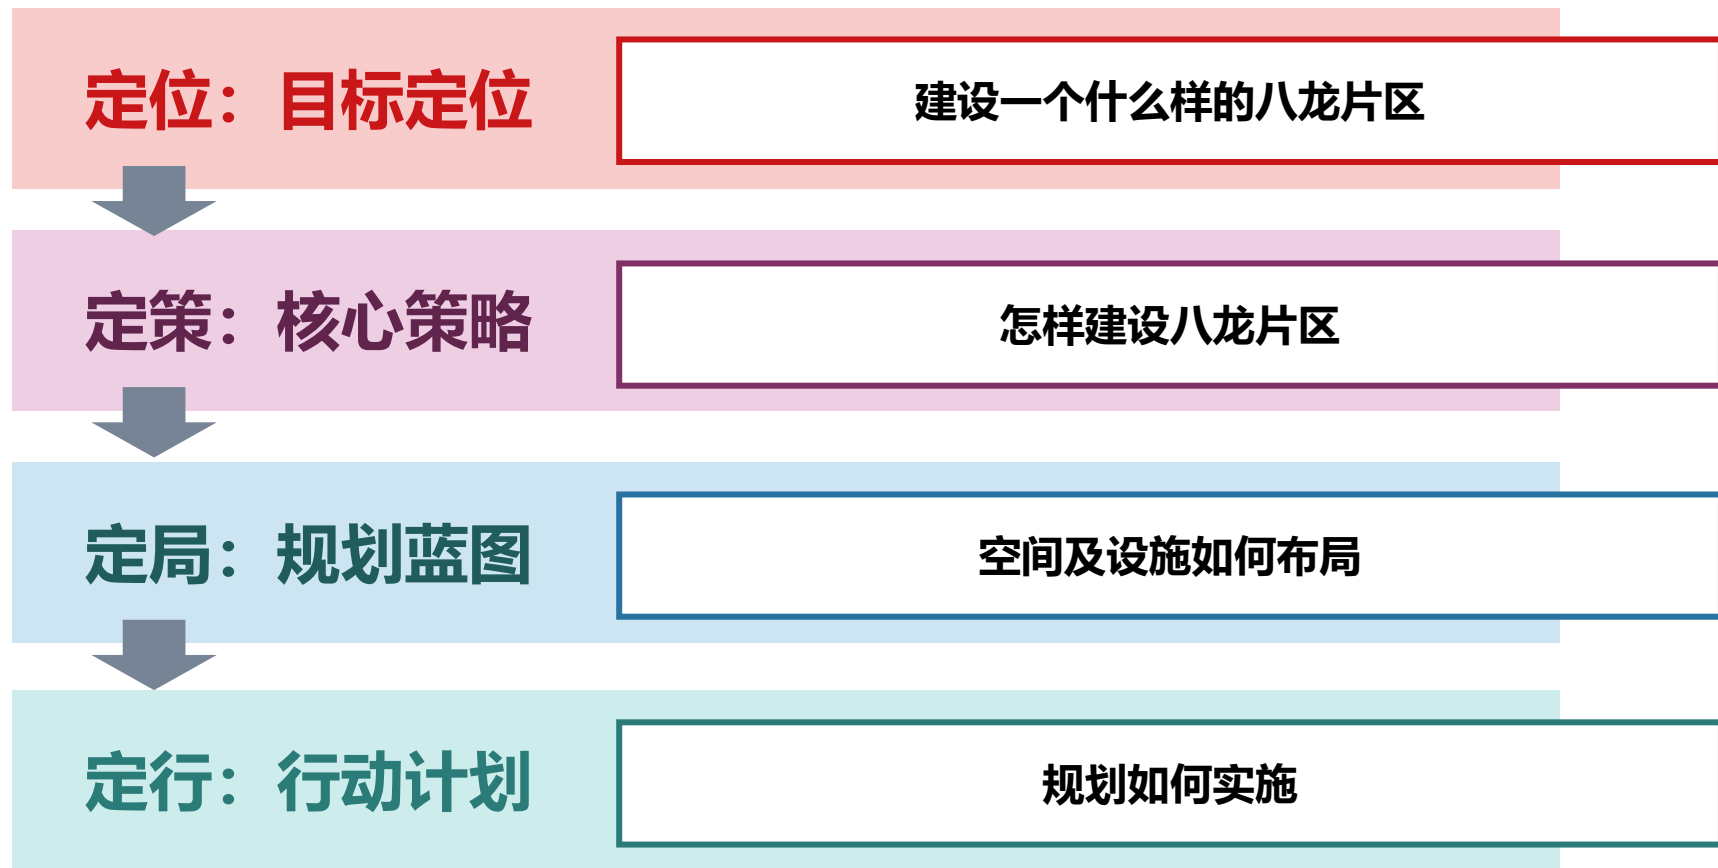 定位：目标定位
建设一个什么样的八龙片区
定策：核心策略
怎样建设八龙片区
定局：规划蓝图
空间及设施如何布局
定行：行动计划
规划如何实施